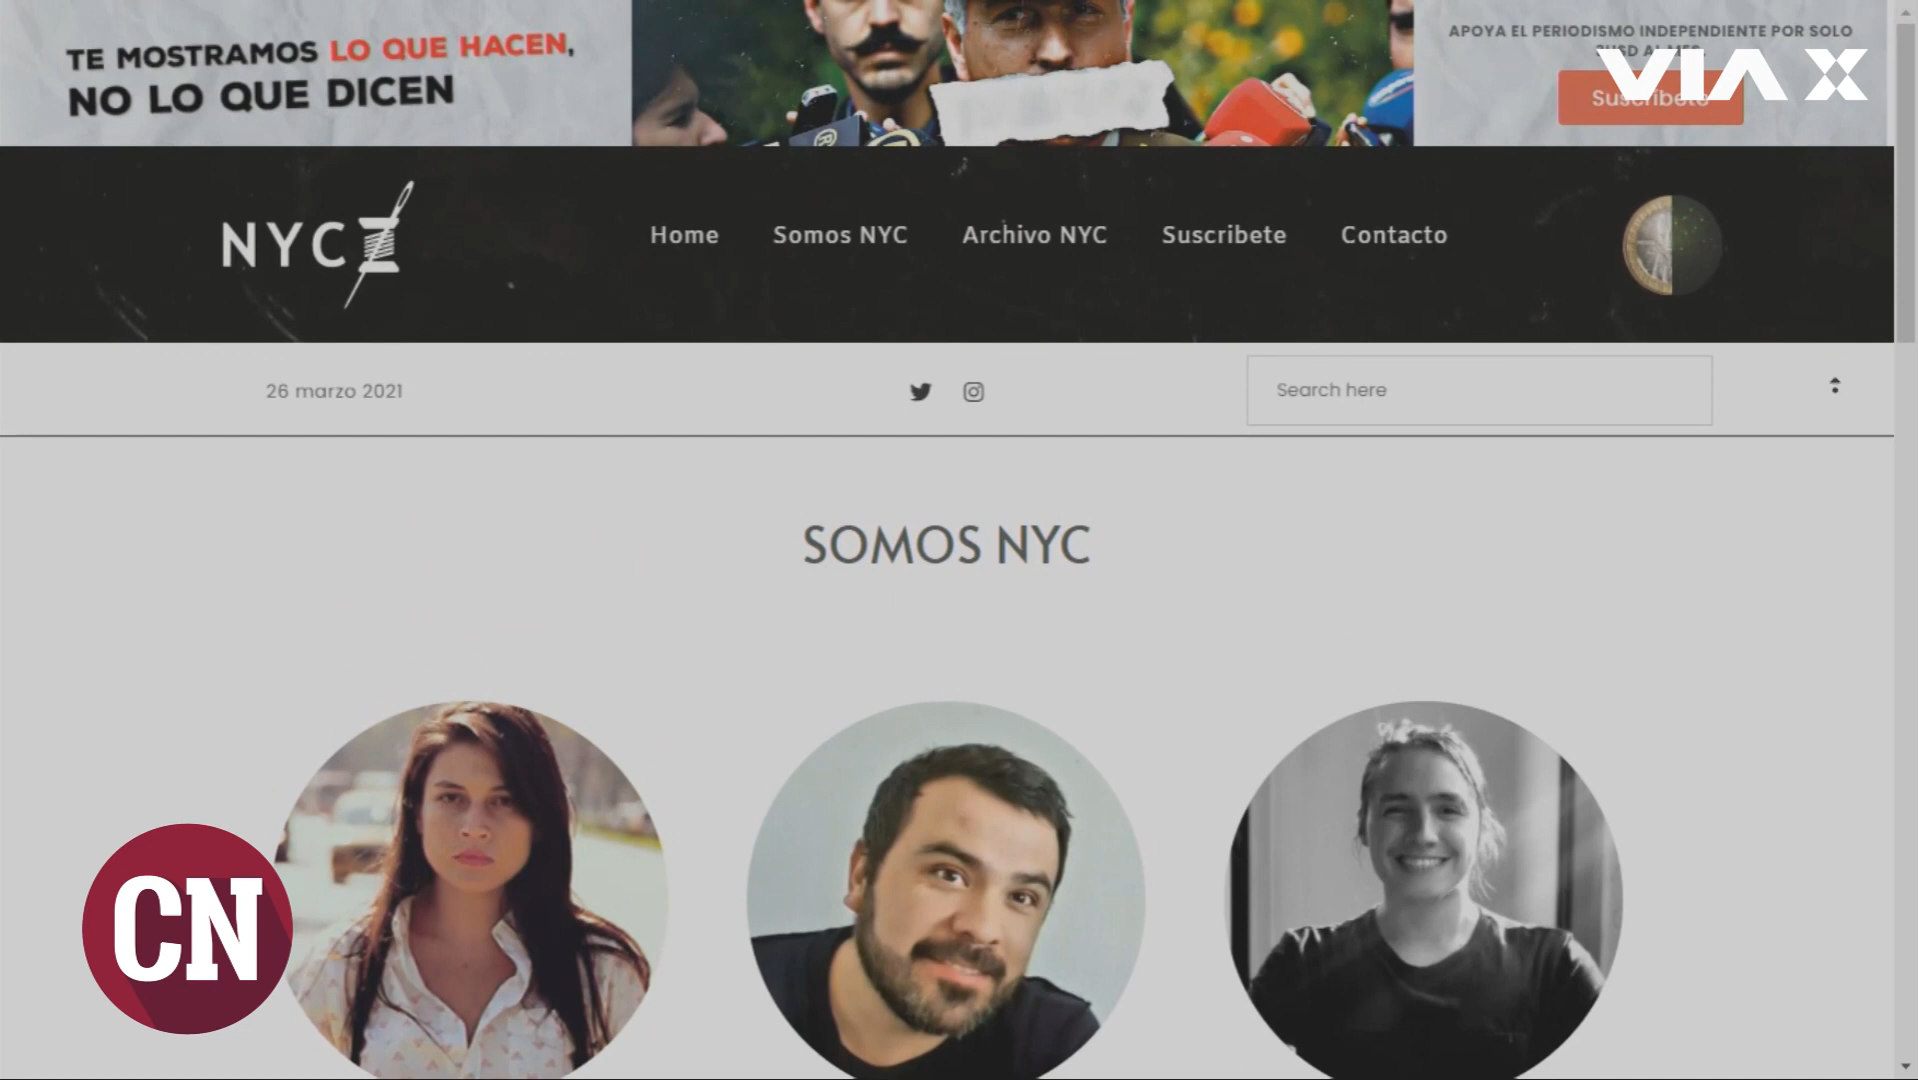 TE MOSTRAMOS LO QUE HACEN,
NO LO QUE DICEN
APOYA EL PERIODISMO INDEPENDIENTE POR SOLO
VIA X
Suscribete
NYC
Home
Somos NYC
Archivo NYC
Suscribete
Contacto
26 marzo 2021
Search here
SOMOS NYC
CN